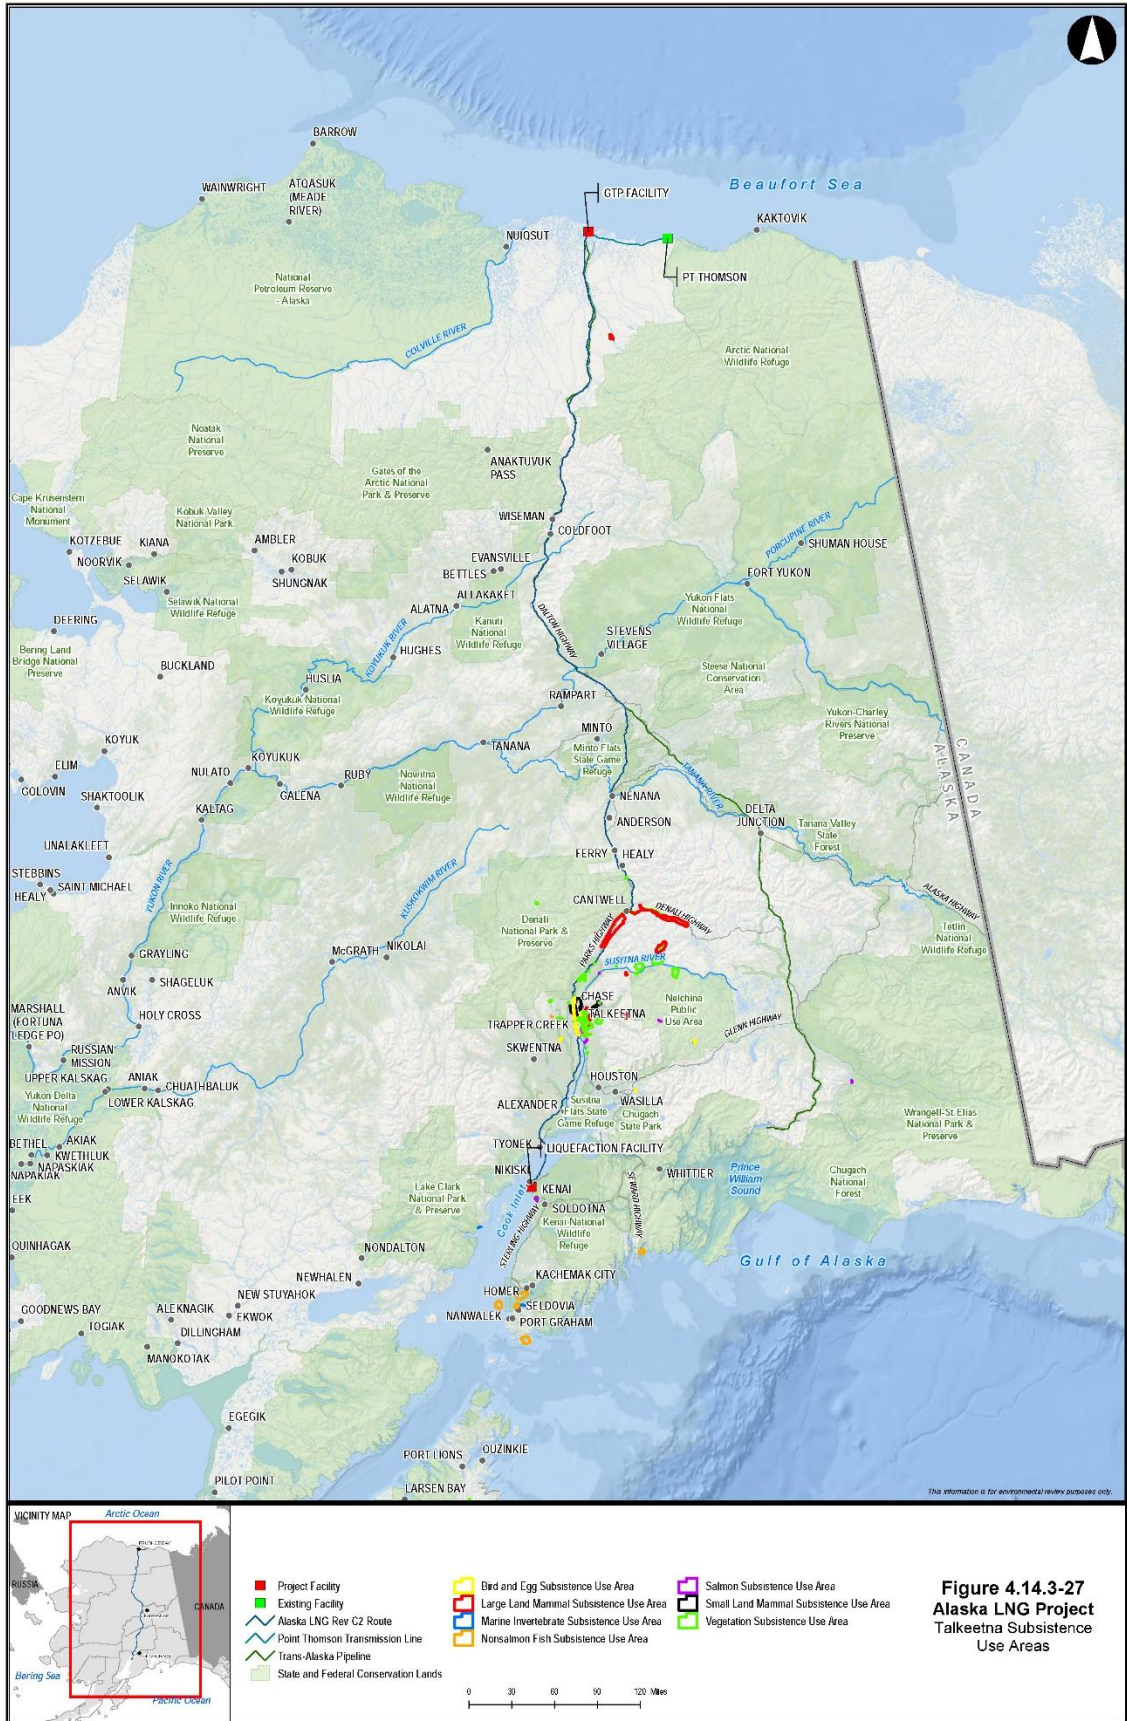 BARROW
WAINWRIGHT
ATQASUK
(MEADE
RIVER)
GTP FACILITY
Beaufort Sea
KAKTOVIK
NUIQSUT
PT THOMSON
National
Petroleum Reserve
- Alaska
COLVILLE RIVER
Arctic National
Wildlife Refuge
Noatak
National
Preserve
ANAKTUVUK
PASS
Gates of the
Arctic National
Park & Preserve
Cape Krusenstern
National
Monument
Kobuk Valley
National Park
WISEMAN
COLDFOOT
PORCUPINE RIVER
SHUMAN HOUSE
KOTZEBUE
KIANA
AMBLER
NOORVIK
KOBUK
SHUNGNAK
EVANSVILLE
BETTLES
FORT YUKON
SELAWIK
Selawik National
Wildlife Refuge
ALLAKAKET
ALATNA
Yukon Flats
National
Wildlife Refuge
DEERING
Kanuti
National
Wildlife Refuge
DALTON HIGHWAY
STEVENS
VILLAGE
Bering Land
Bridge National
Preserve
BUCKLAND
KOYUKUK RIVER
HUGHES
Steese National
Conservation
Area
HUSLIA
Koyukuk National
Wildlife Refuge
RAMPART
Yukon-Charley
Rivers National
Preserve
MINTO
Minto Flats
State Game
Refuge
KOYUK
KOYUKUK
TANANA
CANADA
ALASKA
ELIM
GOLOVIN
NULATO
GALENA
RUBY
Nowitna
National
Wildlife Refuge
TANANA RIVER
SHAKTOOLIK
KALTAG
NENANA
ANDERSON
DELTA
JUNCTION
Tanana Valley
State
Forest
UNALAKLEET
FERRY
HEALY
STEBBINS
SAINT MICHAEL
HEALY
YUKON RIVER
KUSKOKWIM RIVER
Innoko National
Wildlife Refuge
CANTWELL
DENALI HIGHWAY
ALASKA HIGHWAY
Denali
National Park &
Preserve
PARKS HIGHWAY
Tetlin
National
Wildlife Refuge
GRAYLING
McGRATH
NIKOLAI
SUSITNA RIVER
ANVIK
SHAGELUK
CHASE
TALKEETNA
Nelchina
Public
Use Area
MARSHALL
(FORTUNA
LEDGE PO)
HOLY CROSS
TRAPPER CREEK
GLENN HIGHWAY
RUSSIAN
MISSION
SKWENTNA
UPPER KALSKAG
ANIAK
CHUATHBALUK
HOUSTON
Yukon Delta
National
Wildlife Refuge
LOWER KALSKAG
ALEXANDER
Susitna
Flats State
Game Refuge
WASILLA
Chugach
State Park
Wrangell-St.Elias
National Park &
Preserve
BETHEL
AKIAK
KWETHLUK
NAPASKIAK
NAPAKIAK
TYONEK
LIQUEFACTION FACILITY
NIKISKI
WHITTIER
Prince
William
Sound
Chugach
National
Forest
EEK
Lake Clark
National Park
& Preserve
KENAI
SOLDOTNA
Cook Inlet
STERLING HIGHWAY
Kenai National
Wildlife
Refuge
SEWARD HIGHWAY
QUINHAGAK
NONDALTON
Gulf of Alaska
NEWHALEN
KACHEMAK CITY
HOMER
GOODNEWS BAY
ALEKNAGIK
NEW STUYAHOK
EKWOK
SELDOVIA
NANWALEK
PORT GRAHAM
TOGIAK
DILLINGHAM
MANOKOTAK
EGEGIK
PORT LIONS
OUZINKIE
PILOT POINT
LARSEN BAY
This information is for environmental review purposes only.
VICINITY MAP
Arctic Ocean
RUSSIA
CANADA
Bering Sea
Pacific Ocean
Project Facility
Existing Facility
Alaska LNG Rev C2 Route
Point Thomson Transmission Line
Trans-Alaska Pipeline
State and Federal Conservation Lands
Bird and Egg Subsistence Use Area
Large Land Mammal Subsistence Use Area
Marine Invertebrate Subsistence Use Area
Nonsalmon Fish Subsistence Use Area
Salmon Subsistence Use Area
Small Land Mammal Subsistence Use Area
Vegetation Subsistence Use Area
0 30 60 90 120 Miles
Figure 4.14.3-27
Alaska LNG Project
Talkeetna Subsistence
Use Areas